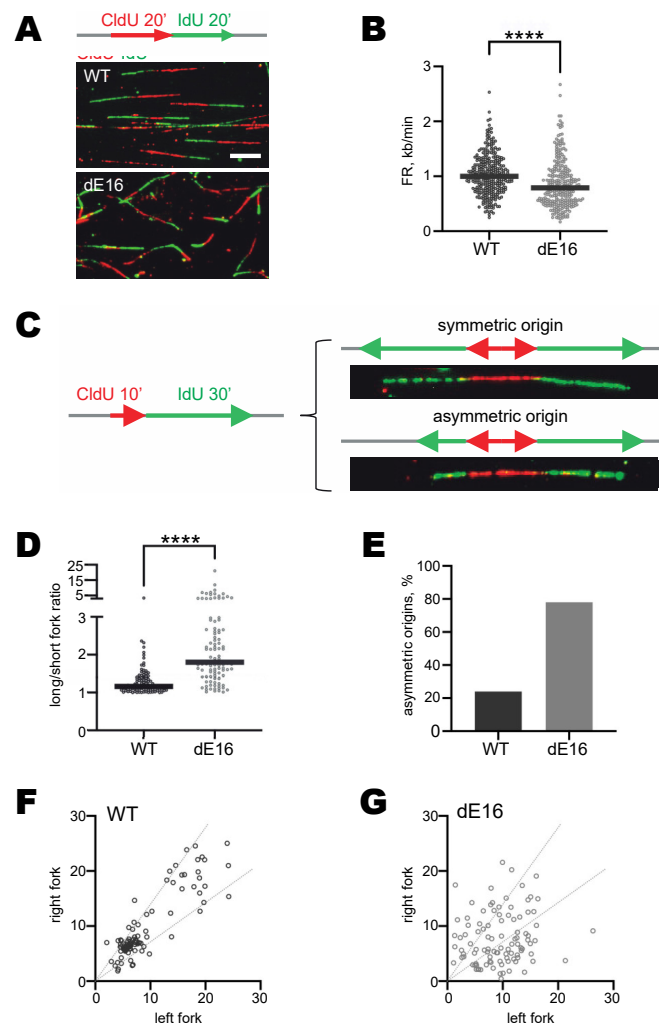 A
CldU 20' IdU 20'
WT
dE16
B
****
FR, kb/min
3
2
1
0
WT dE16
C
CldU 10' IdU 30'
symmetric origin
asymmetric origin
D
****
long/short fork ratio
25
15
5
3
2
1
0
WT dE16
E
asymmetric origins, %
100
80
60
40
20
0
WT dE16
F
WT
right fork
30
20
10
0
0 10 20 30
left fork
G
dE16
right fork
30
20
10
0
0 10 20 30
left fork